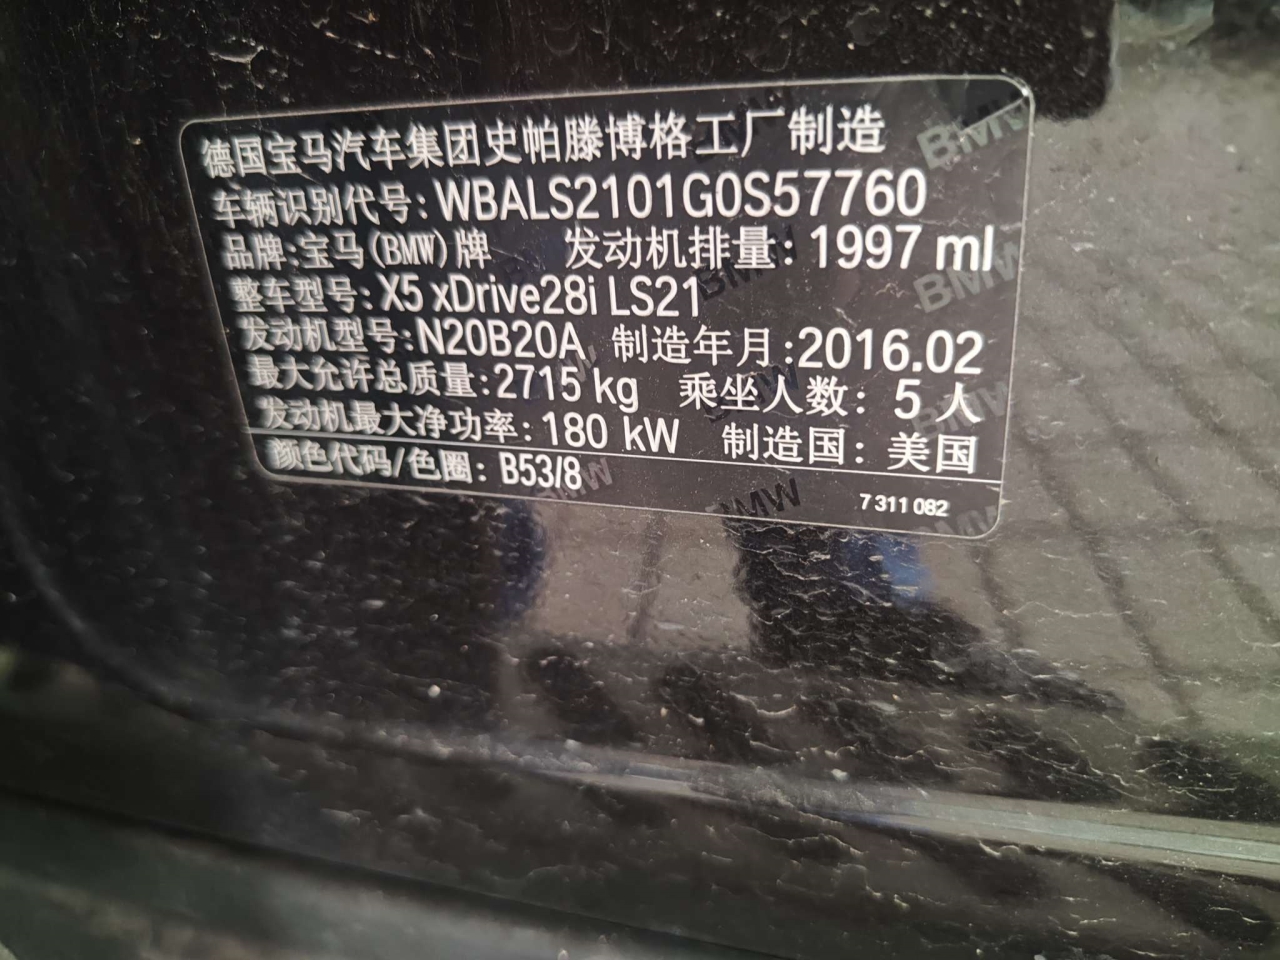 德国宝马汽车集团史帕滕博格工厂制造
车辆识别代号:WBALS2101G0S57760
品牌:宝马(BMW)牌 发动机排量: 1997 ml
整车型号:X5 xDrive28i LS21
发动机型号:N20B20A 制造年月:2016.02
最大允许总质量:2715 kg 乘坐人数: 5 人
发动机最大净功率:180 kW 制造国: 美国
颜色代码/色圈: B53/8
7 311 082
BMW
BMW
BMW
BMW